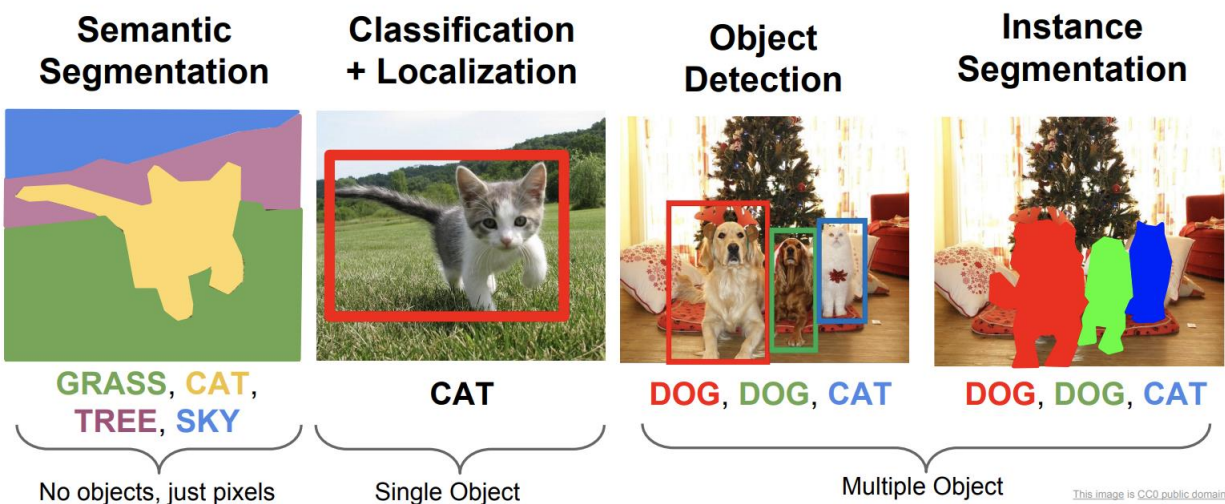 Semantic
Segmentation
Classification
+ Localization
Object
Detection
Instance
Segmentation
GRASS, CAT,
TREE, SKY
CAT
DOG, DOG, CAT
DOG, DOG, CAT
No objects, just pixels
Single Object
Multiple Object
This image is CC0 public domain